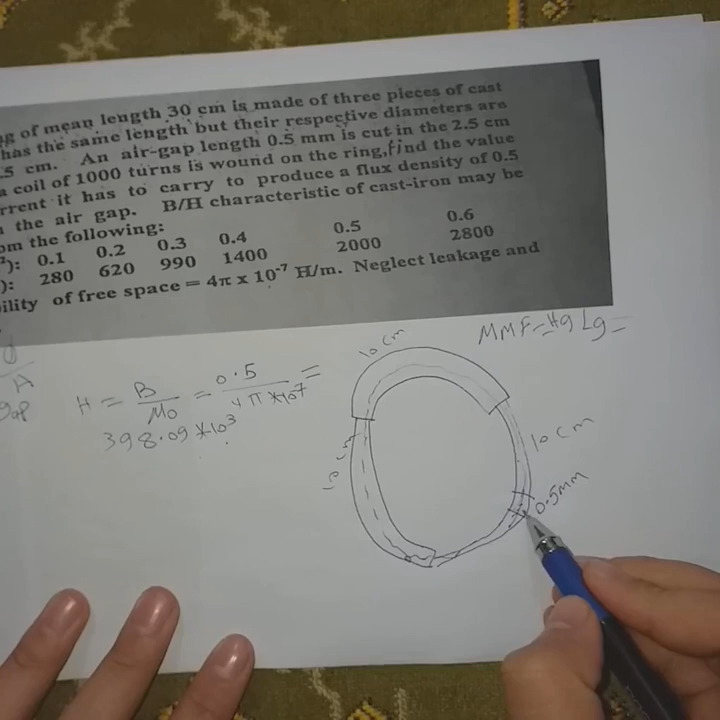 g of mean length 30 cm is made of three pieces of cast
has the same length but their respective diameters are
.5 cm. An air-gap length 0.5 mm is cut in the 2.5 cm
a coil of 1000 turns is wound on the ring, find the value
rrent it has to carry to produce a flux density of 0.5
the air gap. B/H characteristic of cast-iron may be
om the following:
²): 0.1 0.2 0.3 0.4 0.5 0.6
): 280 620 990 1400 2000 2800
ility of free space = 4π x 10⁻⁷ H/m. Neglect leakage and
MMF = Hg Lg =
10 cm
A
gap
H = B/M0 = 0.5/4π*10⁻⁷ =
398.09*10³
10 cm
10 cm
0.5mm